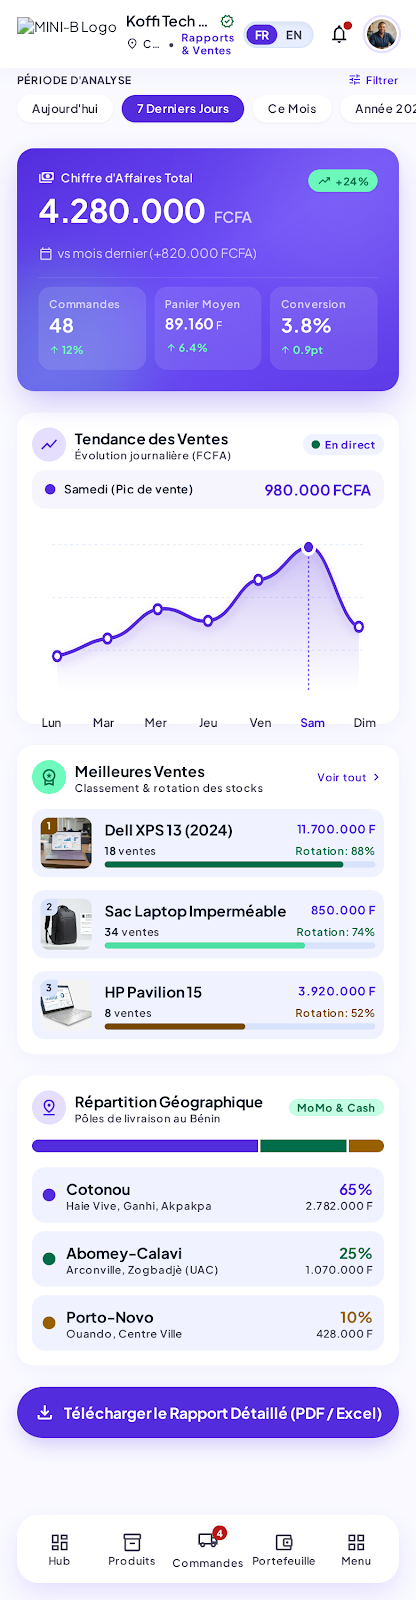 MINI-B Logo
Koffi Tech ...
C... • Rapports & Ventes
FR EN
PÉRIODE D'ANALYSE
Filtrer
Aujourd'hui 7 Derniers Jours Ce Mois Année 202
Chiffre d'Affaires Total
+24%
4.280.000 FCFA
vs mois dernier (+820.000 FCFA)
Commandes Panier Moyen Conversion
48 89.160 F 3.8%
↑ 12% ↑ 6.4% ↑ 0.9pt
Tendance des Ventes
Évolution journalière (FCFA)
En direct
Samedi (Pic de vente) 980.000 FCFA
Lun Mar Mer Jeu Ven Sam Dim
Meilleures Ventes
Classement & rotation des stocks
Voir tout
1
Dell XPS 13 (2024) 11.700.000 F
18 ventes Rotation: 88%
2
Sac Laptop Imperméable 850.000 F
34 ventes Rotation: 74%
3
HP Pavilion 15 3.920.000 F
8 ventes Rotation: 52%
Répartition Géographique
Pôles de livraison au Bénin
MoMo & Cash
Cotonou 65%
Haie Vive, Ganhi, Akpakpa 2.782.000 F
Abomey-Calavi 25%
Arconville, Zogbadjè (UAC) 1.070.000 F
Porto-Novo 10%
Ouando, Centre Ville 428.000 F
Télécharger le Rapport Détaillé (PDF / Excel)
4
Hub Produits Commandes Portefeuille Menu